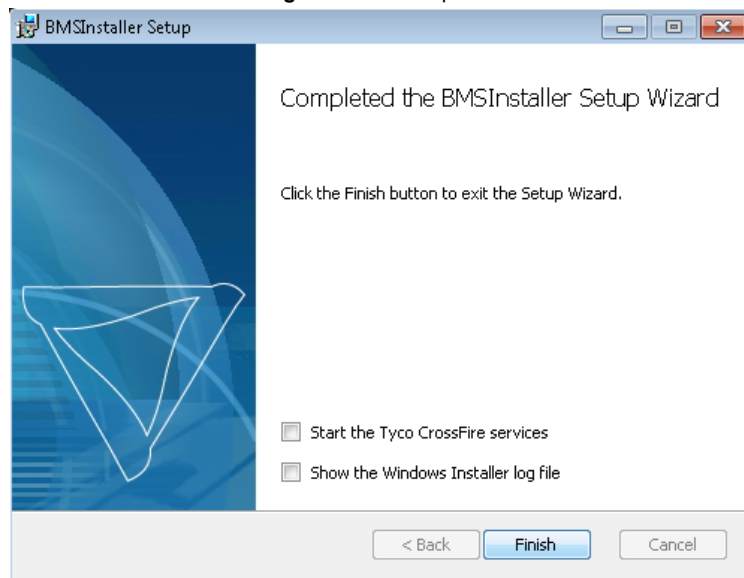 BMSInstaller Setup
Completed the BMSInstaller Setup Wizard
Click the Finish button to exit the Setup Wizard.
Start the Tyco CrossFire services
Show the Windows Installer log file
< Back Finish Cancel